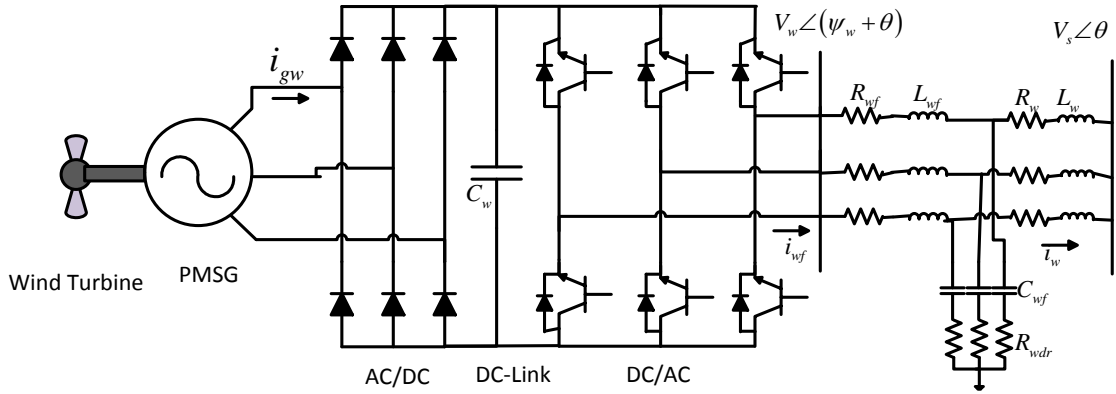 V_w∠(ψ_w + θ)
V_s∠θ
i_gw
R_wf
L_wf
R_w
L_w
C_w
i_wf
i_w
C_wf
R_wdr
Wind Turbine
PMSG
AC/DC
DC-Link
DC/AC